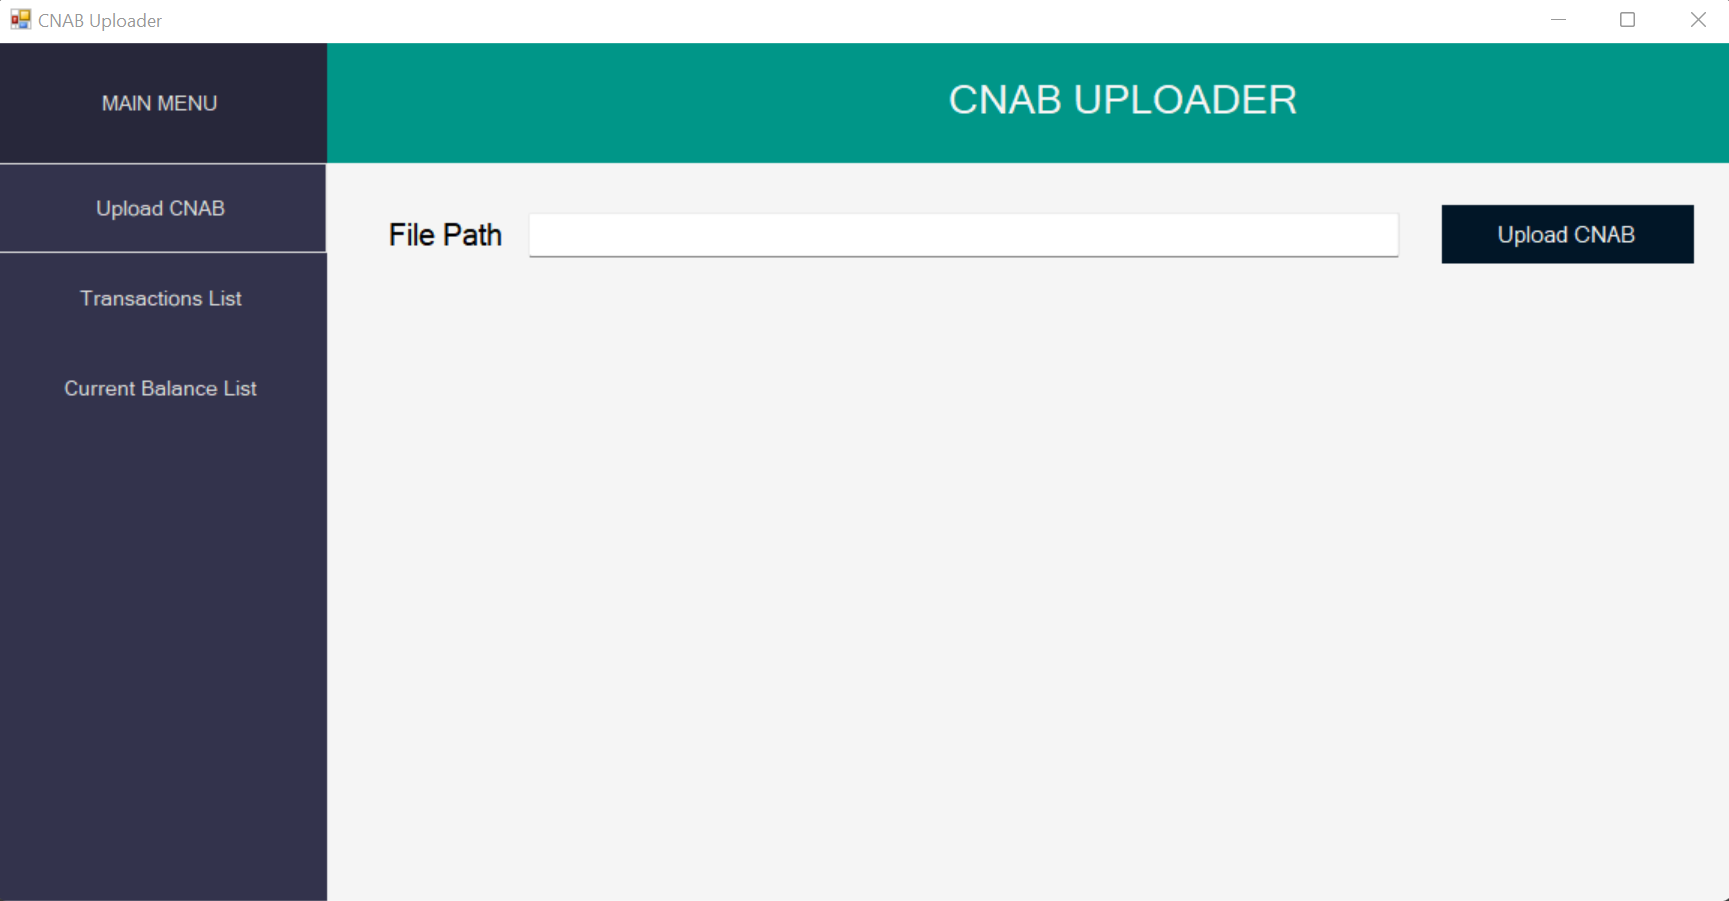 CNAB Uploader
MAIN MENU
CNAB UPLOADER
Upload CNAB
Transactions List
Current Balance List
File Path
Upload CNAB